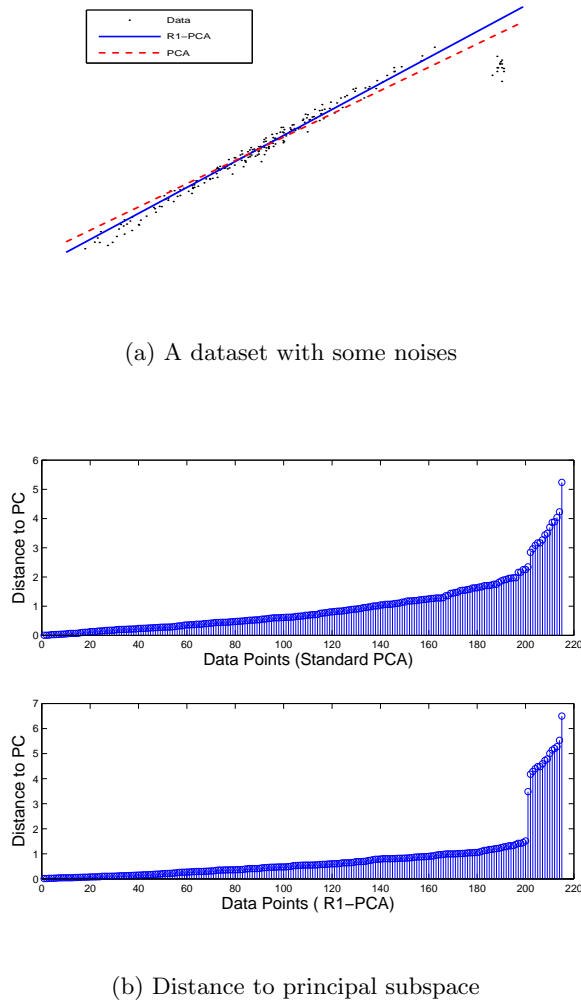 Data
R1−PCA
PCA
(a) A dataset with some noises
6
5
4
3
2
1
0
Distance to PC
0 20 40 60 80 100 120 140 160 180 200 220
Data Points (Standard PCA)
7
6
5
4
3
2
1
0
Distance to PC
0 20 40 60 80 100 120 140 160 180 200 220
Data Points ( R1−PCA)
(b) Distance to principal subspace